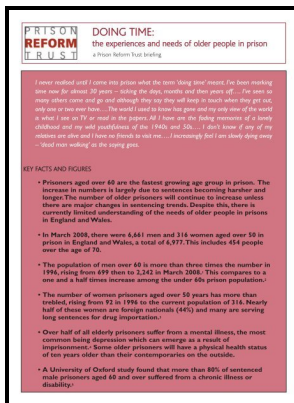 PRISON
REFORM
TRUST
DOING TIME:
the experiences and needs of older people in prison
a Prison Reform Trust briefing
I never realised until I came into prison what the term 'doing time' meant. I've been marking
time now for almost 30 years – ticking the days, months and then years off.... I've seen so
many others come and go and although they say they will keep in touch when they get out,
only one or two ever have.... The world I used to know has gone and my only view of the world
is what I see on TV or read in the papers. All I have are the fading memories of a lonely
childhood and my wild youthfulness of the 1940s and 50s.... I don't know if any of my
relatives are alive and I have no friends to visit me.... I increasingly feel I am slowly dying away
– 'dead man walking' as the saying goes.
KEY FACTS AND FIGURES
• Prisoners aged over 60 are the fastest growing age group in prison. The
increase in numbers is largely due to sentences becoming harsher and
longer. The number of older prisoners will continue to increase unless
there are major changes in sentencing trends. Despite this, there is
currently limited understanding of the needs of older people in prisons
in England and Wales.
• In March 2008, there were 6,661 men and 316 women aged over 50 in
prison in England and Wales, a total of 6,977. This includes 454 people
over the age of 70.
• The population of men over 60 is more than three times the number in
1996, rising from 699 then to 2,242 in March 2008. This compares to a
one and a half times increase among the under 60s prison population.
• The number of women prisoners aged over 50 years has more than
trebled, rising from 92 in 1996 to the current population of 316. Nearly
half of these women are foreign nationals (44%) and many are serving
long sentences for drug importation.
• Over half of all elderly prisoners suffer from a mental illness, the most
common being depression which can emerge as a result of
imprisonment. Some older prisoners will have a physical health status
of ten years older than their contemporaries on the outside.
• A University of Oxford study found that more than 80% of sentenced
male prisoners aged 60 and over suffered from a chronic illness or
disability.